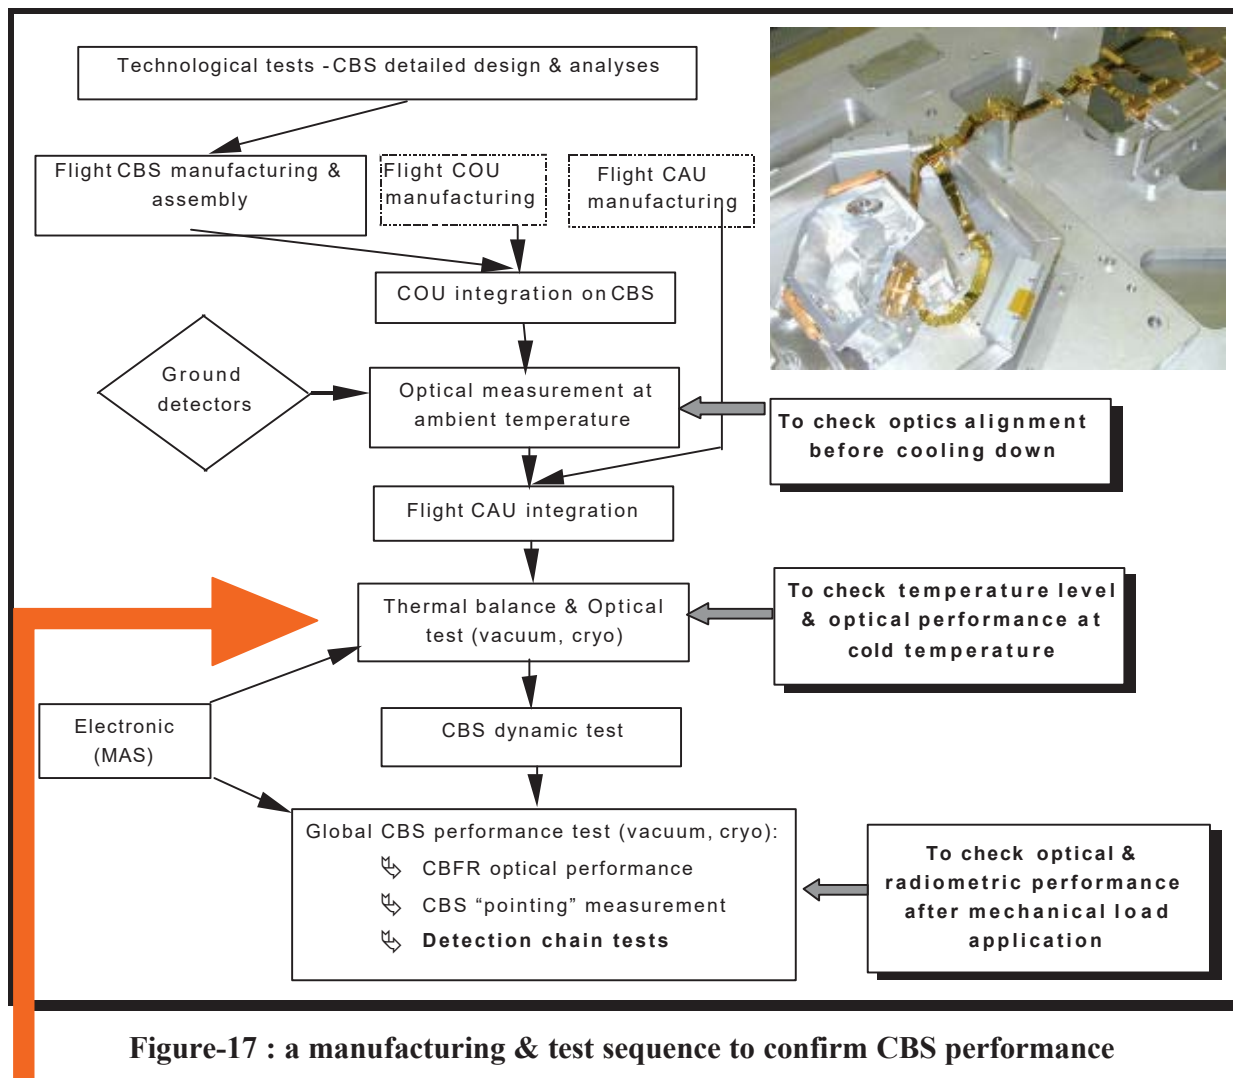 Technological tests -CBS detailed design & analyses
Flight CBS manufacturing &
assembly
Flight COU
manufacturing
Flight CAU
manufacturing
COU integration on CBS
Ground
detectors
Optical measurement at
ambient temperature
To check optics alignment
before cooling down
Flight CAU integration
Thermal balance & Optical
test (vacuum, cryo)
To check temperature level
& optical performance at
cold temperature
Electronic
(MAS)
CBS dynamic test
Global CBS performance test (vacuum, cryo):
CBFR optical performance
CBS “pointing” measurement
Detection chain tests
To check optical &
radiometric performance
after mechanical load
application
Figure-17 : a manufacturing & test sequence to confirm CBS performance